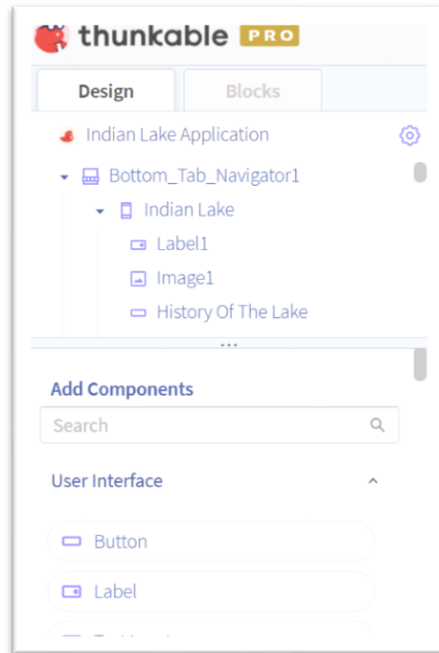 thunkable PRO
Design Blocks
Indian Lake Application
Bottom_Tab_Navigator1
Indian Lake
Label1
Image1
History Of The Lake
Add Components
Search
User Interface
Button
Label